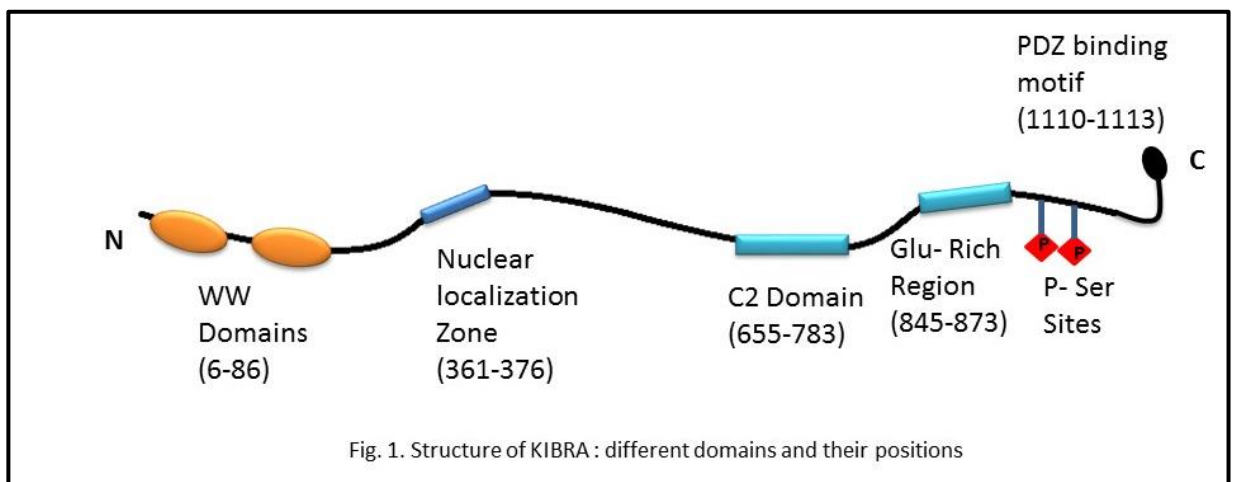 N
WW
Domains
(6-86)
Nuclear
localization
Zone
(361-376)
C2 Domain
(655-783)
Glu- Rich
Region
(845-873)
P
P
P- Ser
Sites
PDZ binding
motif
(1110-1113)
C
Fig. 1. Structure of KIBRA : different domains and their positions